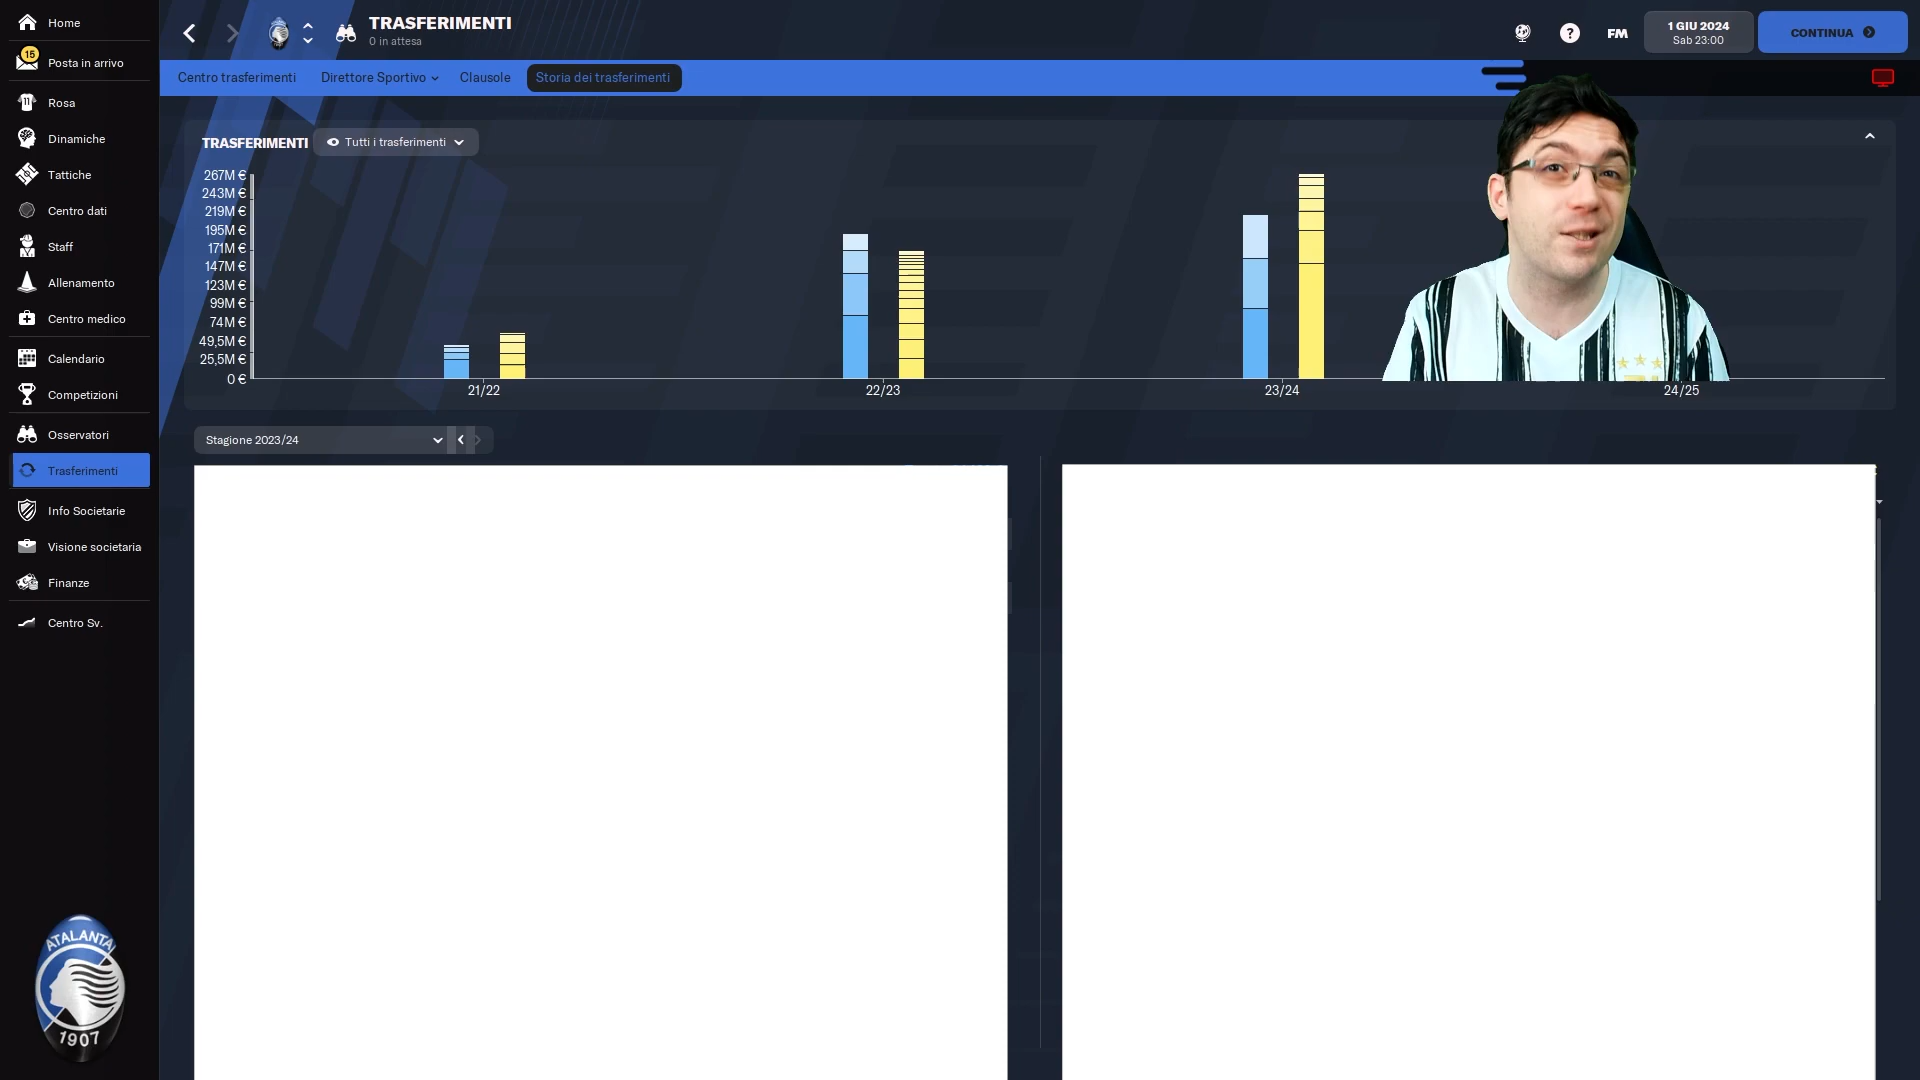 Home
TRASFERIMENTI
0 in attesa
?
FM
1 GIU 2024
Sab 23:00
CONTINUA
15
Posta in arrivo
Centro trasferimenti
Direttore Sportivo
Clausole
Storia dei trasferimenti
11
Rosa
Dinamiche
Tattiche
Centro dati
Staff
Allenamento
Centro medico
Calendario
Competizioni
Osservatori
Trasferimenti
Info Societarie
Visione societaria
Finanze
Centro Sv.
TRASFERIMENTI
Tutti i trasferimenti
267M €
243M €
219M €
195M €
171M €
147M €
123M €
99M €
74M €
49,5M €
25,5M €
0 €
21/22
22/23
23/24
24/25
Stagione 2023/24
ATALANTA
1907